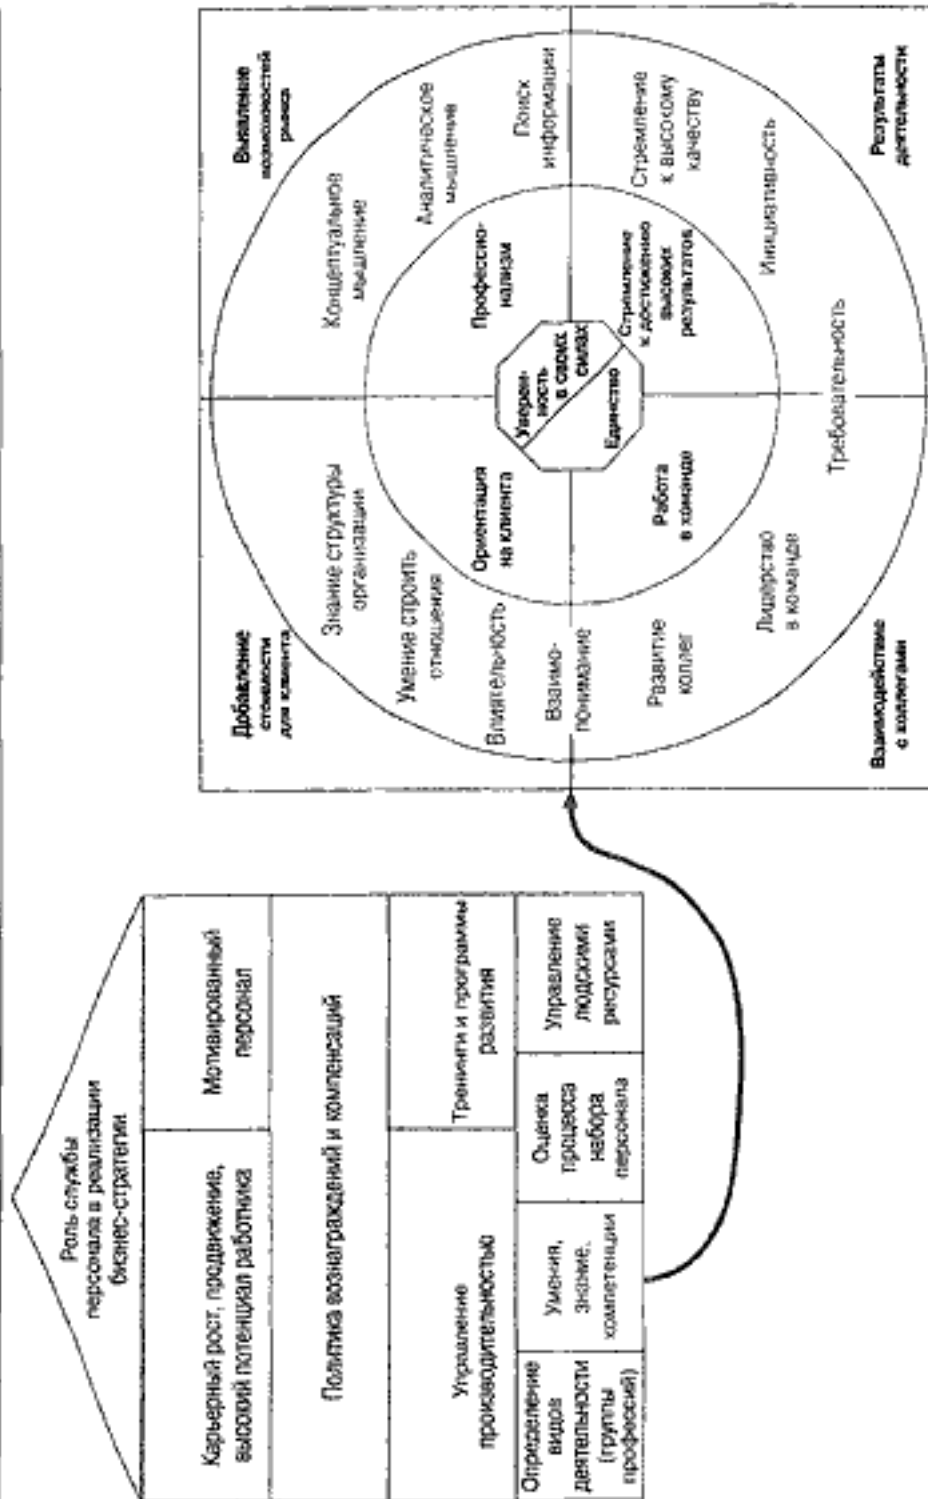 Роль службы
персонала в реализации
бизнес-стратегии
Карьерный рост, продвижение,
высокий потенциал работника
Мотивированный
персонал
Политика вознаграждений и компенсаций
Управление
производительностью
Тренинги и программы
развития
Определение
видов
деятельности
(группы
профессий)
Умения,
знание,
компетенции
Оценка
процесса
набора
персонала
Управление
людскими
ресурсами
Добавление
стоимости
для клиента
Выявление
возможностей
рынка
Знание структуры
организации
Умение строить
отношения
Влиятельность
Взаимо-
понимание
Концептуальное
мышление
Аналитическое
мышление
Поиск
информации
Ориентация
на клиента
Профессио-
нализм
Уверен-
ность
в своих
силах
Единство
Работа
в команде
Стремление
к достижению
высоких
результатов
Развитие
коллег
Лидерство
в команде
Требовательность
Стремление
к высокому
качеству
Инициативность
Взаимодействие
с коллегами
Результаты
деятельности